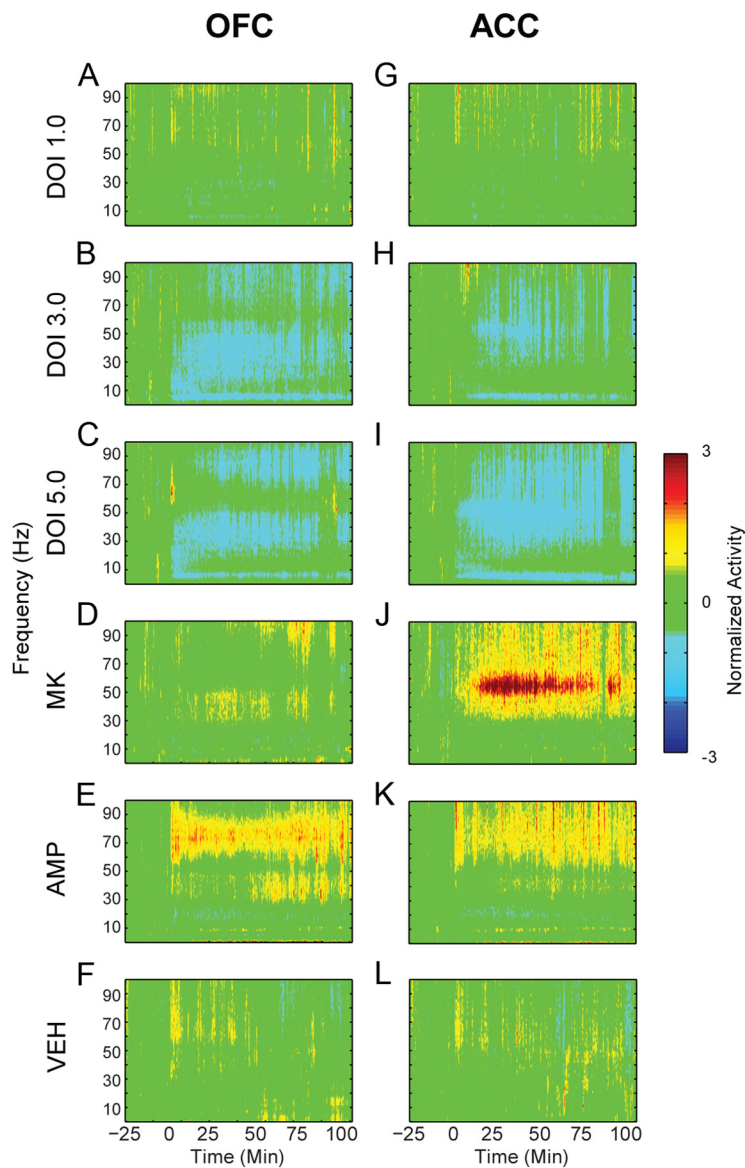 OFC ACC
A G
90
70
50
30
10
DOI 1.0
B H
90
70
50
30
10
DOI 3.0
C I
90
70
50
30
10
DOI 5.0
Frequency (Hz)
3
0
-3
Normalized Activity
D J
90
70
50
30
10
MK
E K
90
70
50
30
10
AMP
F L
90
70
50
30
10
VEH
−25 0 50 75 100 −25 0 50 75 100
Time (Min) Time (Min)